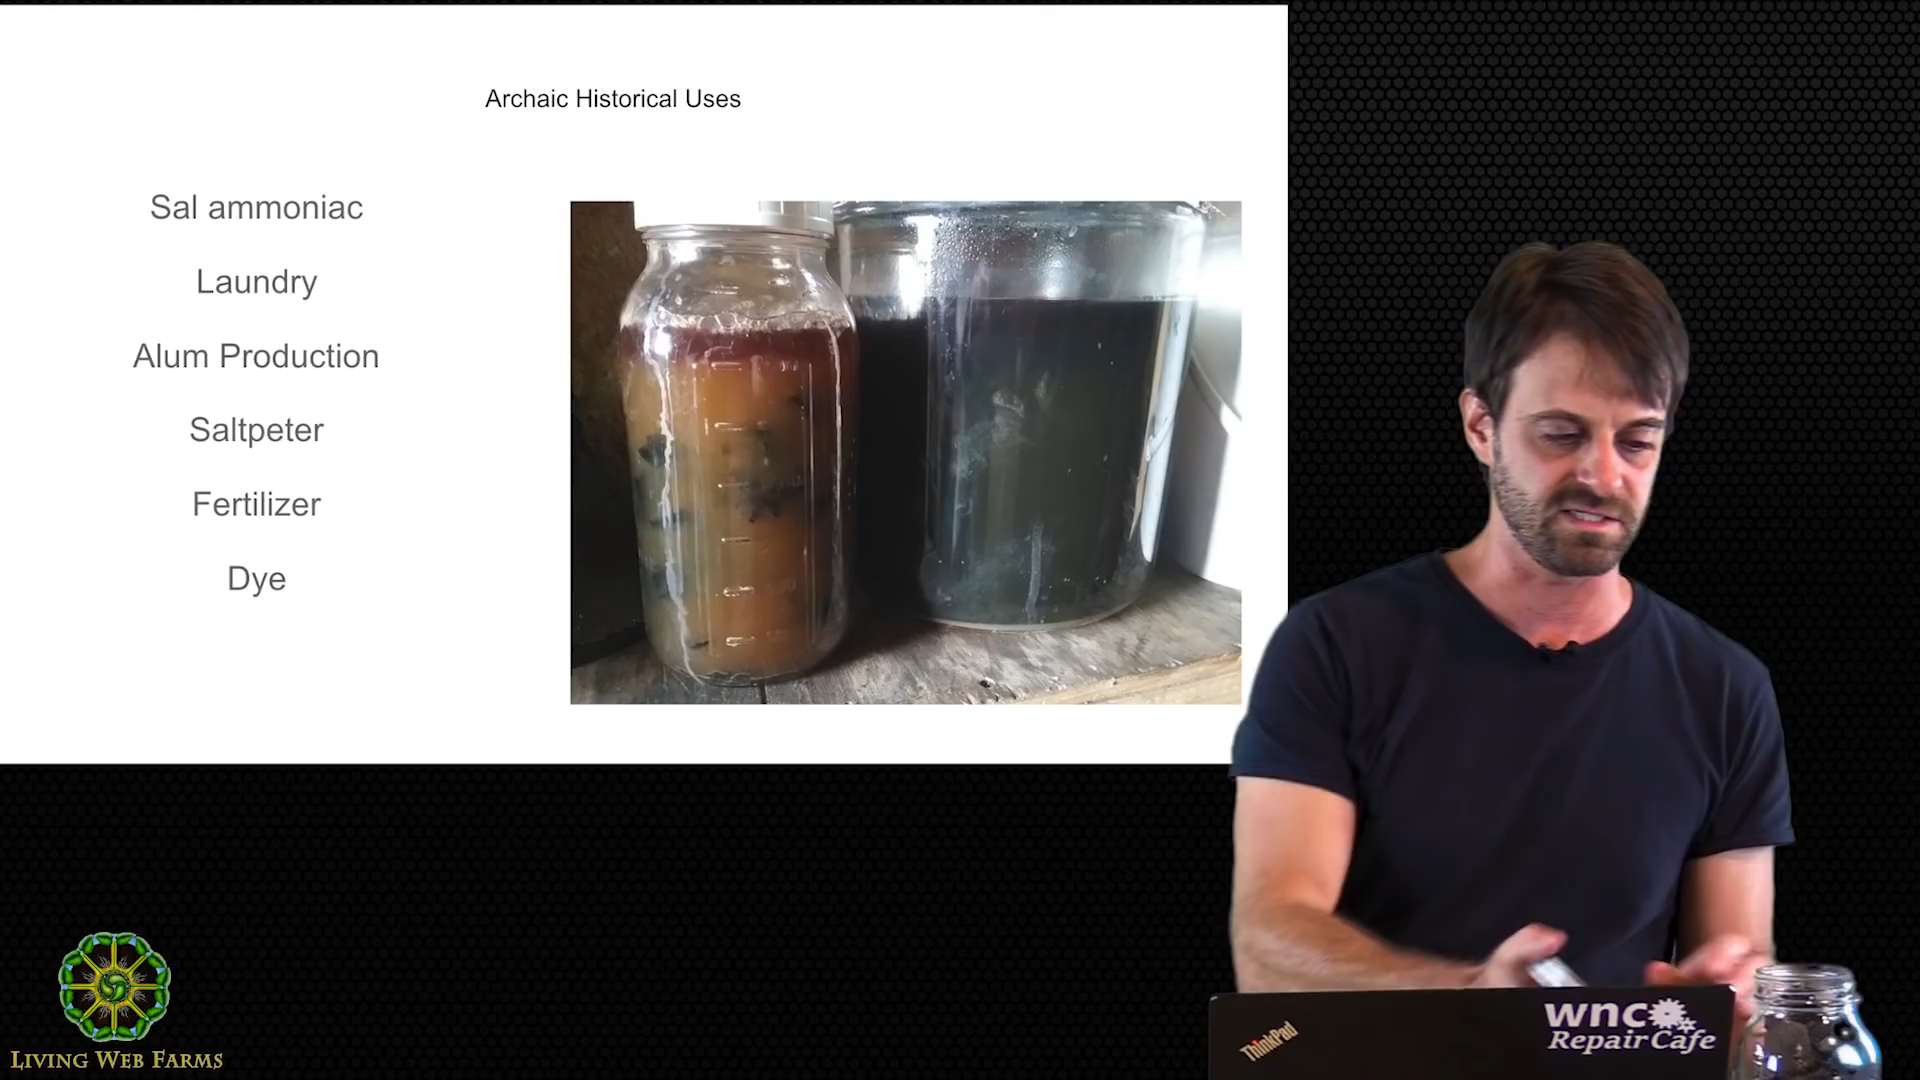 Archaic Historical Uses
Sal ammoniac
Laundry
Alum Production
Saltpeter
Fertilizer
Dye
ThinkPad
wnc
Repair Cafe
LIVING WEB FARMS